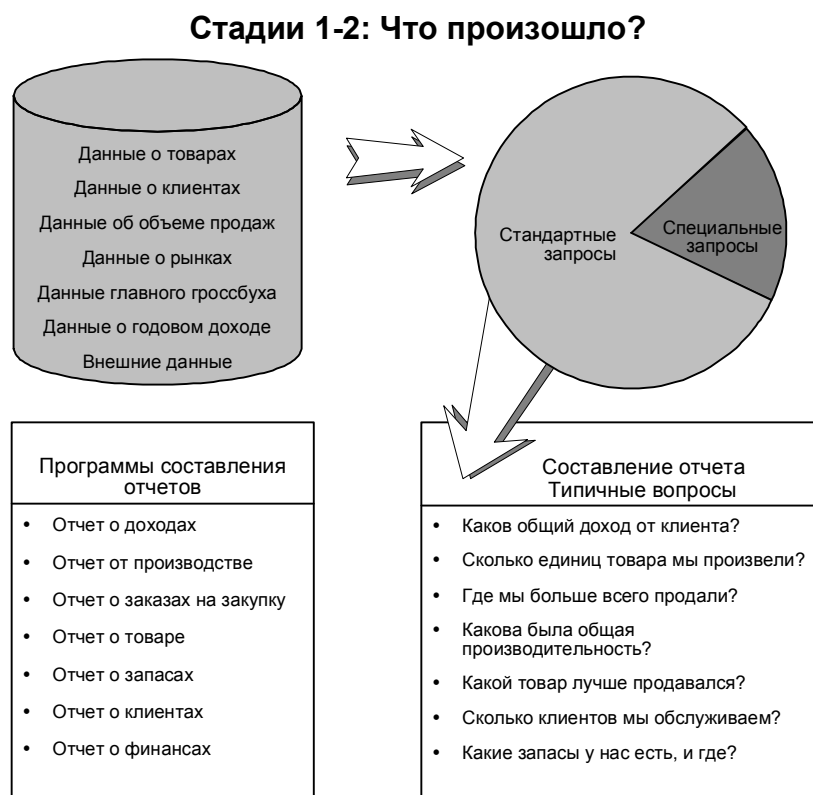 Стадии 1-2: Что произошло?
Данные о товарах
Данные о клиентах
Данные об объеме продаж
Данные о рынках
Данные главного гроссбуха
Данные о годовом доходе
Внешние данные
Стандартные
запросы
Специальные
запросы
Программы составления
отчетов
• Отчет о доходах
• Отчет от производстве
• Отчет о заказах на закупку
• Отчет о товаре
• Отчет о запасах
• Отчет о клиентах
• Отчет о финансах
Составление отчета
Типичные вопросы
• Каков общий доход от клиента?
• Сколько единиц товара мы произвели?
• Где мы больше всего продали?
• Какова была общая
производительность?
• Какой товар лучше продавался?
• Сколько клиентов мы обслуживаем?
• Какие запасы у нас есть, и где?